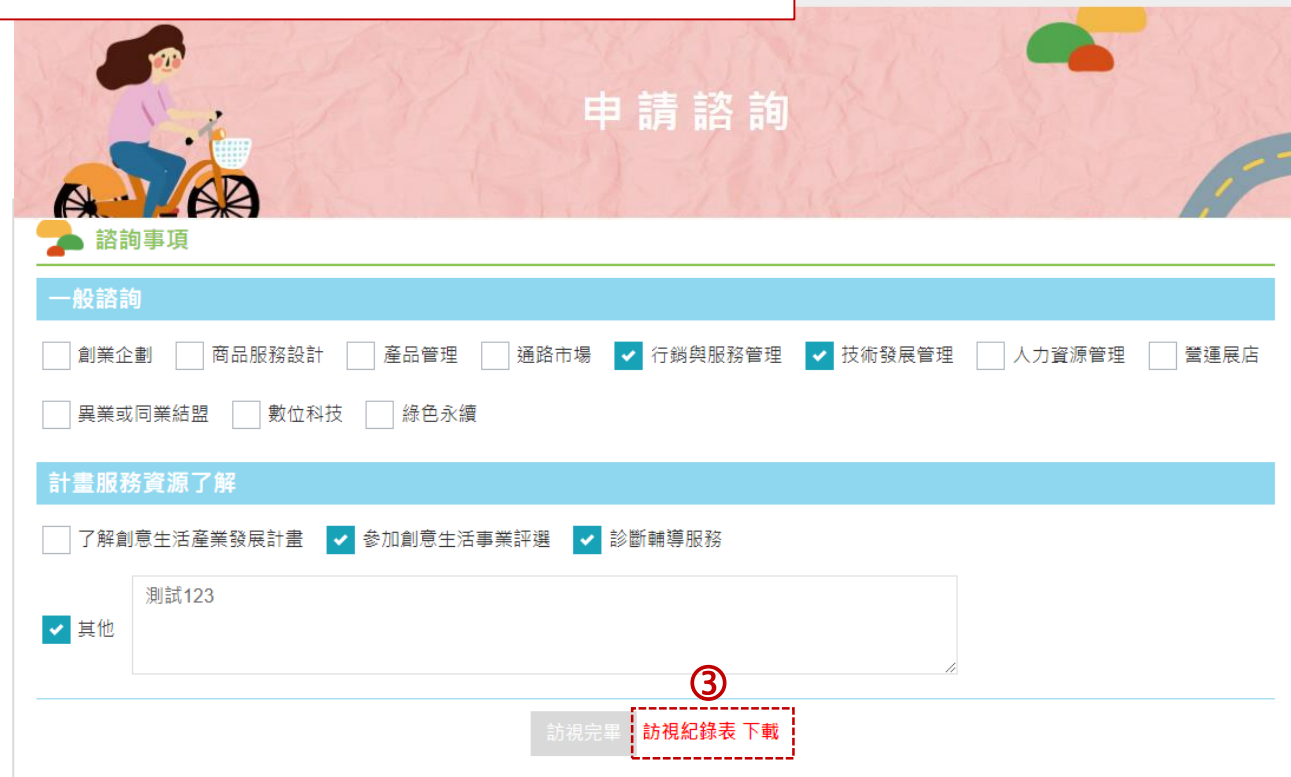 申請諮詢
諮詢事項
一般諮詢
創業企劃 商品服務設計 產品管理 通路市場 行銷與服務管理 技術發展管理 人力資源管理 營運展店
異業或同業結盟 數位科技 綠色永續
計畫服務資源了解
了解創意生活產業發展計畫 參加創意生活事業評選 診斷輔導服務
測試123
其他
③
訪視完畢 訪視紀錄表 下載